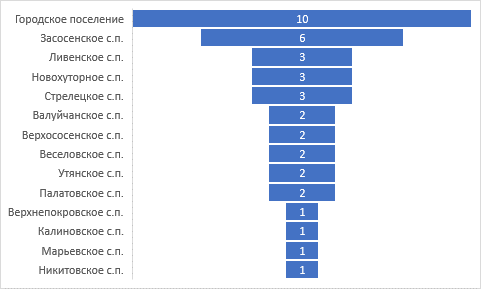 Городское поселение 10
Засосенское с.п. 6
Ливенское с.п. 3
Новохуторное с.п. 3
Стрелецкое с.п. 3
Валуйчанское с.п. 2
Верхососенское с.п. 2
Веселовское с.п. 2
Утянское с.п. 2
Палатовское с.п. 2
Верхнепокровское с.п. 1
Калиновское с.п. 1
Марьевское с.п. 1
Никитовское с.п. 1